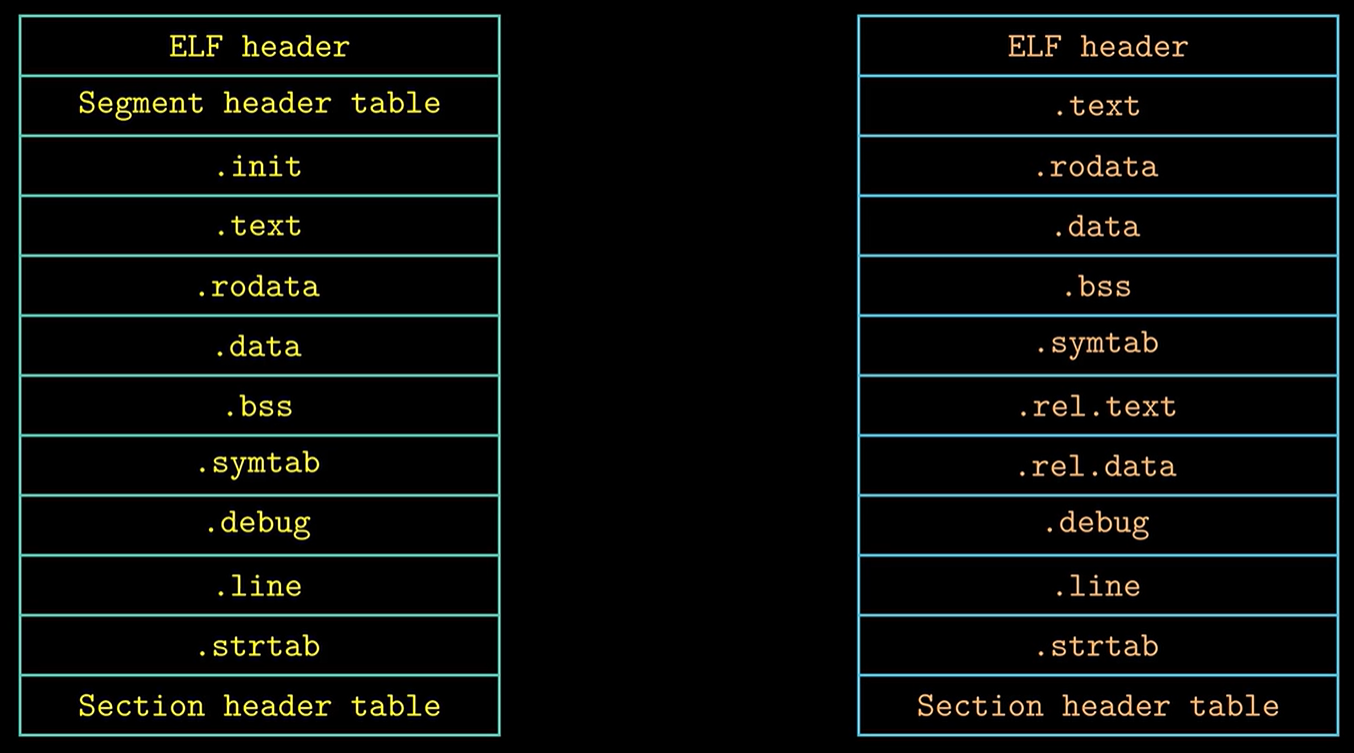 ELF header
Segment header table
.init
.text
.rodata
.data
.bss
.symtab
.debug
.line
.strtab
Section header table
ELF header
.text
.rodata
.data
.bss
.symtab
.rel.text
.rel.data
.debug
.line
.strtab
Section header table